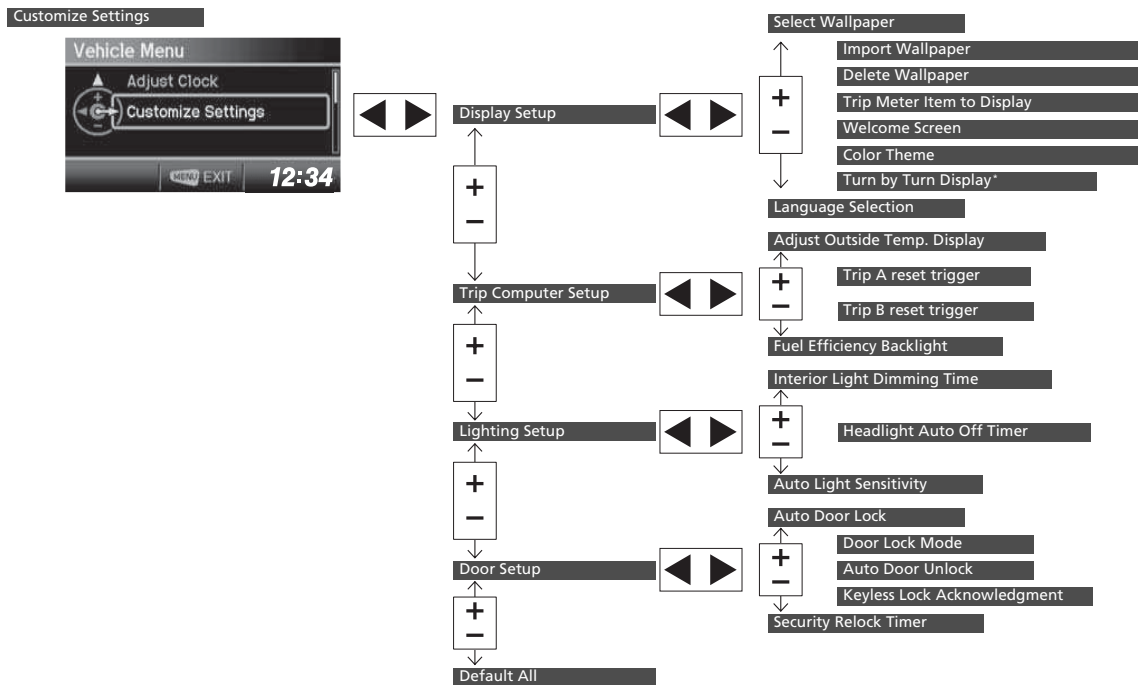 Customize Settings
Vehicle Menu
Adjust Clock
Customize Settings
+
−
MENU EXIT 12:34
Display Setup
+
−
Select Wallpaper
Import Wallpaper
Delete Wallpaper
Trip Meter Item to Display
Welcome Screen
Color Theme
Turn by Turn Display*
Language Selection
+
−
Trip Computer Setup
+
−
Adjust Outside Temp. Display
Trip A reset trigger
Trip B reset trigger
Fuel Efficiency Backlight
+
−
Lighting Setup
+
−
Interior Light Dimming Time
Headlight Auto Off Timer
Auto Light Sensitivity
+
−
Door Setup
+
−
Auto Door Lock
Door Lock Mode
Auto Door Unlock
Keyless Lock Acknowledgment
Security Relock Timer
+
−
Default All